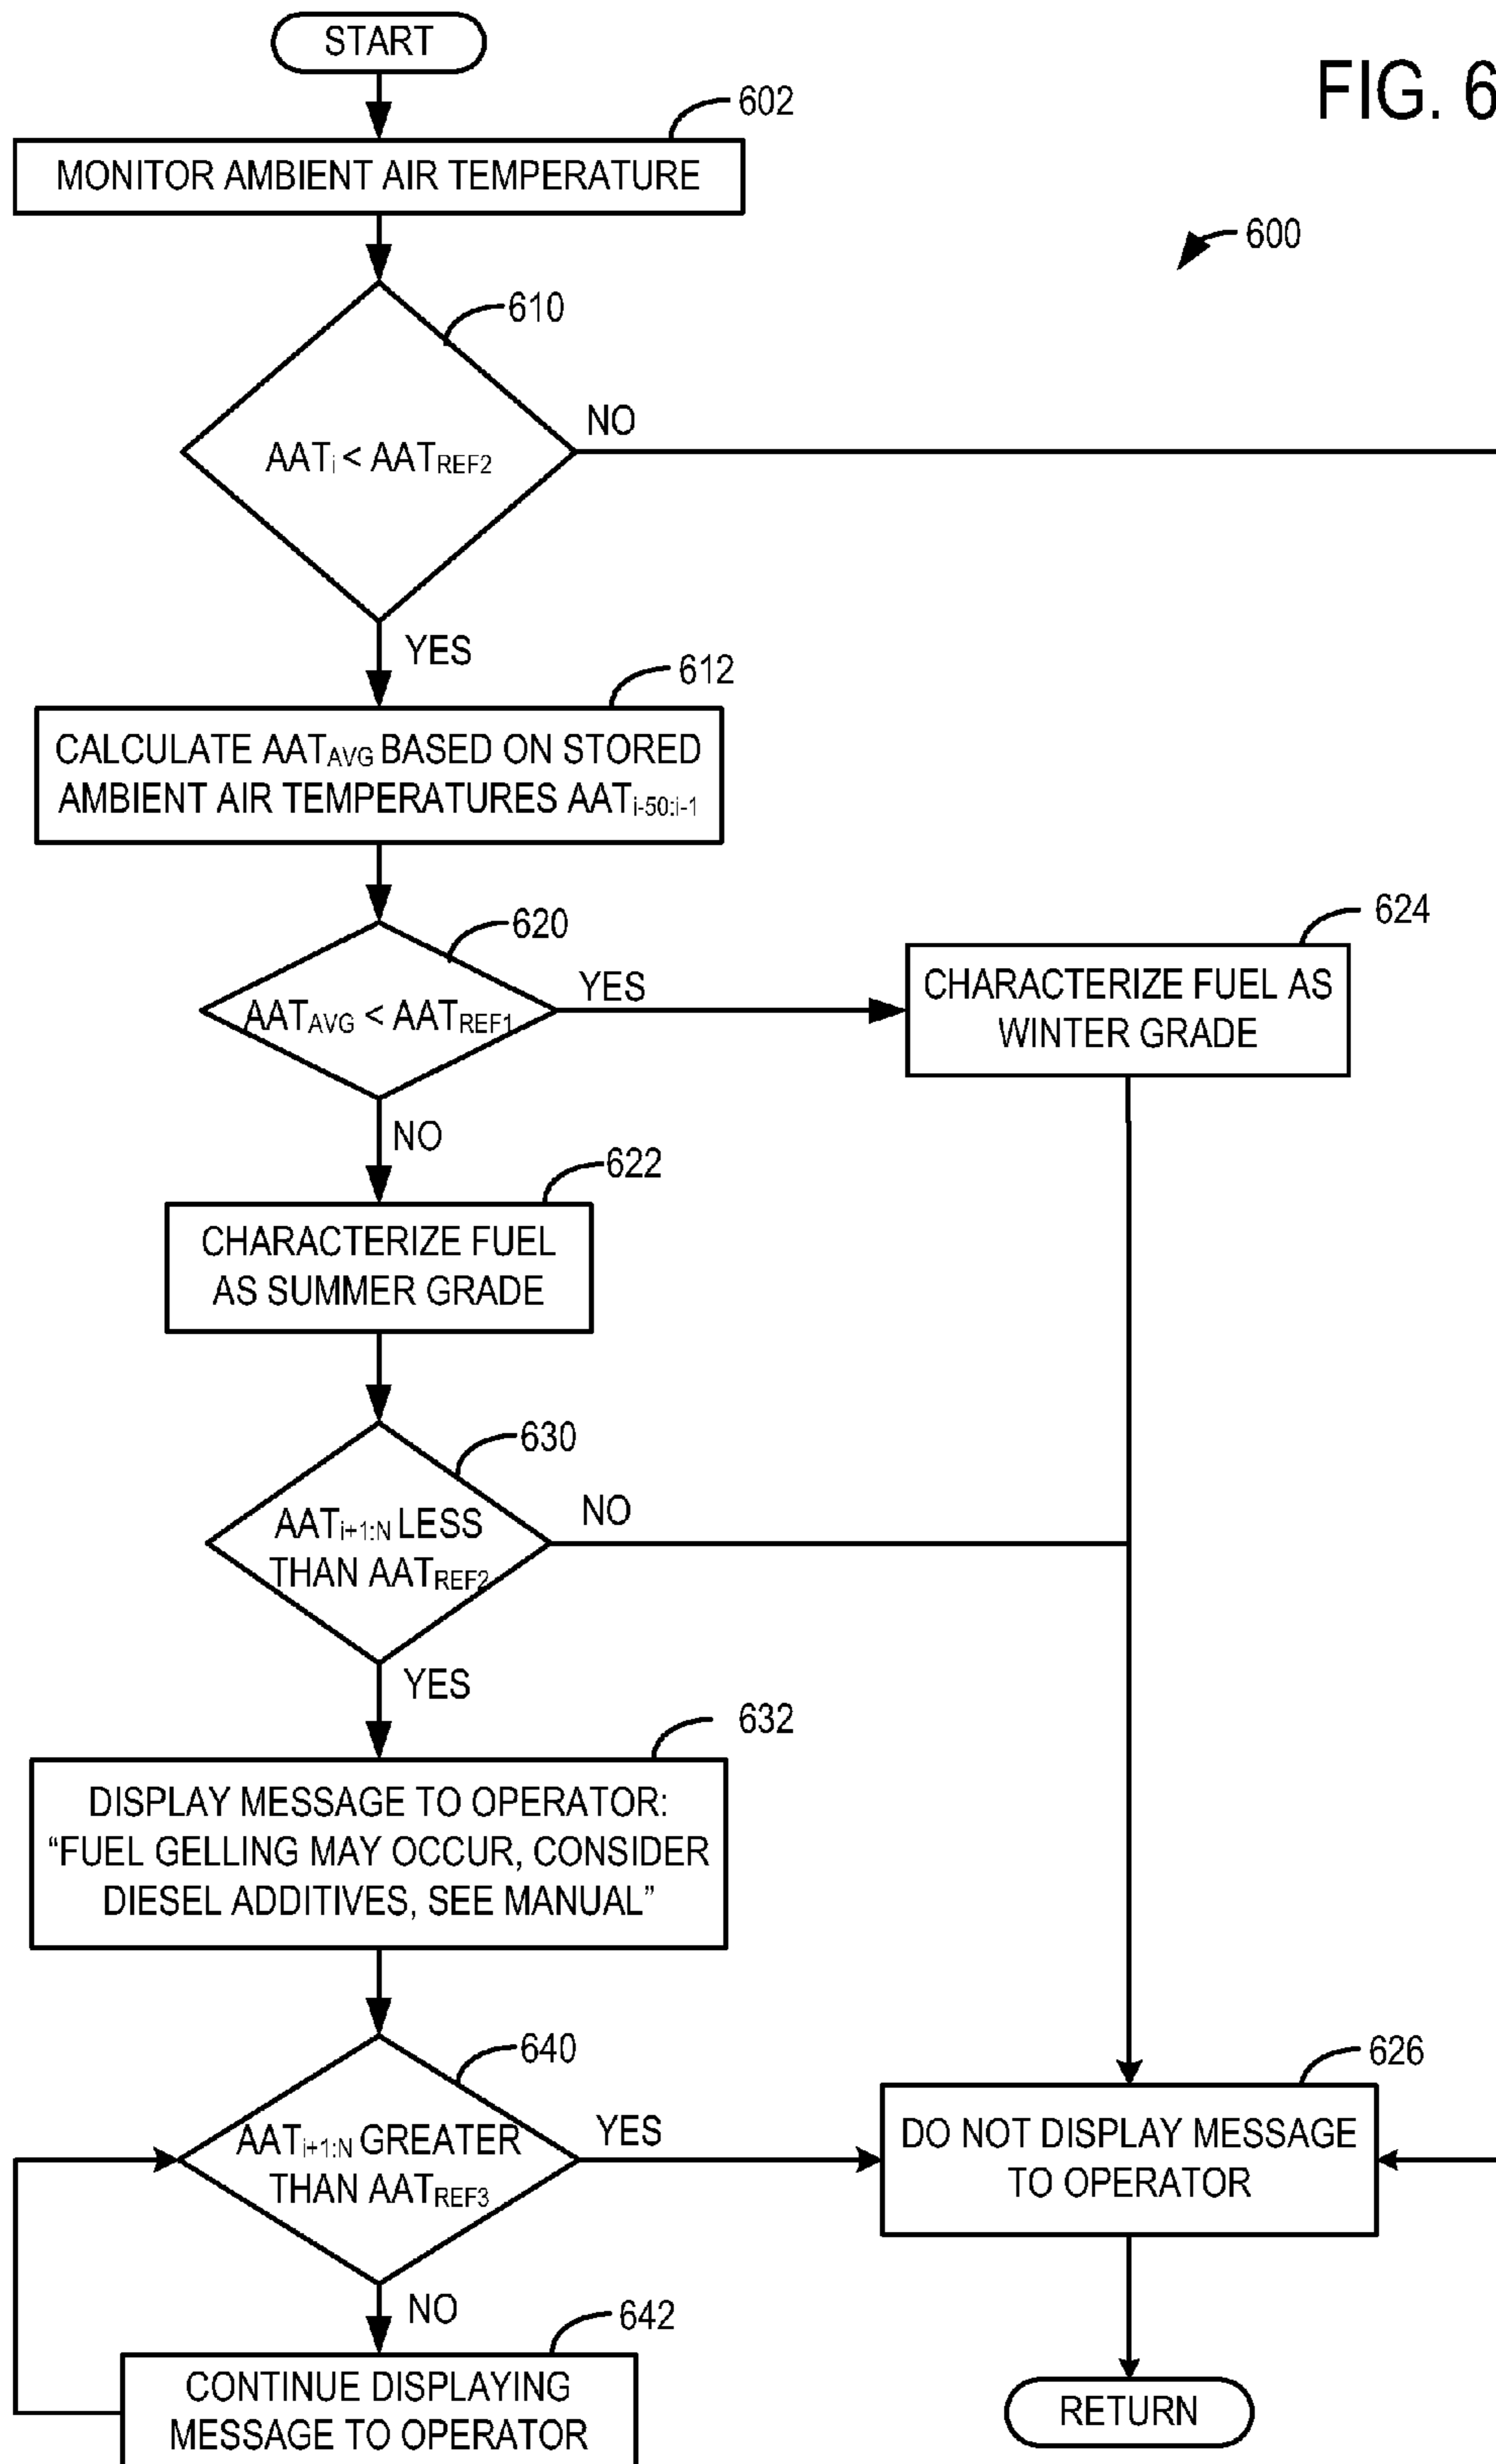 START
FIG. 6
602
MONITOR AMBIENT AIR TEMPERATURE
600
610
NO
AATi < AATREF2
YES
612
CALCULATE AATAVG BASED ON STORED
AMBIENT AIR TEMPERATURES AATi-50:i-1
620
624
YES
AATAVG < AATREF1
CHARACTERIZE FUEL AS
WINTER GRADE
NO
622
CHARACTERIZE FUEL
AS SUMMER GRADE
630
NO
AATi+1:N LESS
THAN AATREF2
YES
632
DISPLAY MESSAGE TO OPERATOR:
“FUEL GELLING MAY OCCUR, CONSIDER
DIESEL ADDITIVES, SEE MANUAL”
640
626
YES
AATi+1:N GREATER
THAN AATREF3
DO NOT DISPLAY MESSAGE
TO OPERATOR
NO
642
CONTINUE DISPLAYING
MESSAGE TO OPERATOR
RETURN